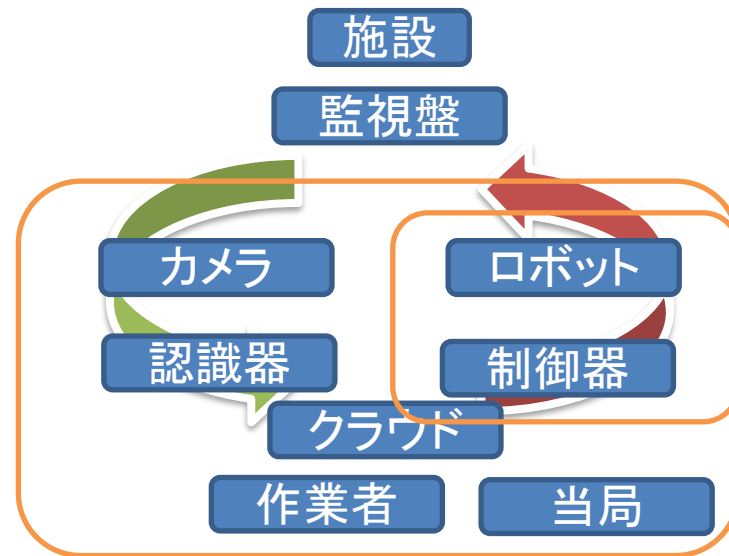 施設
監視盤
カメラ
ロボット
認識器
制御器
クラウド
作業者
当局